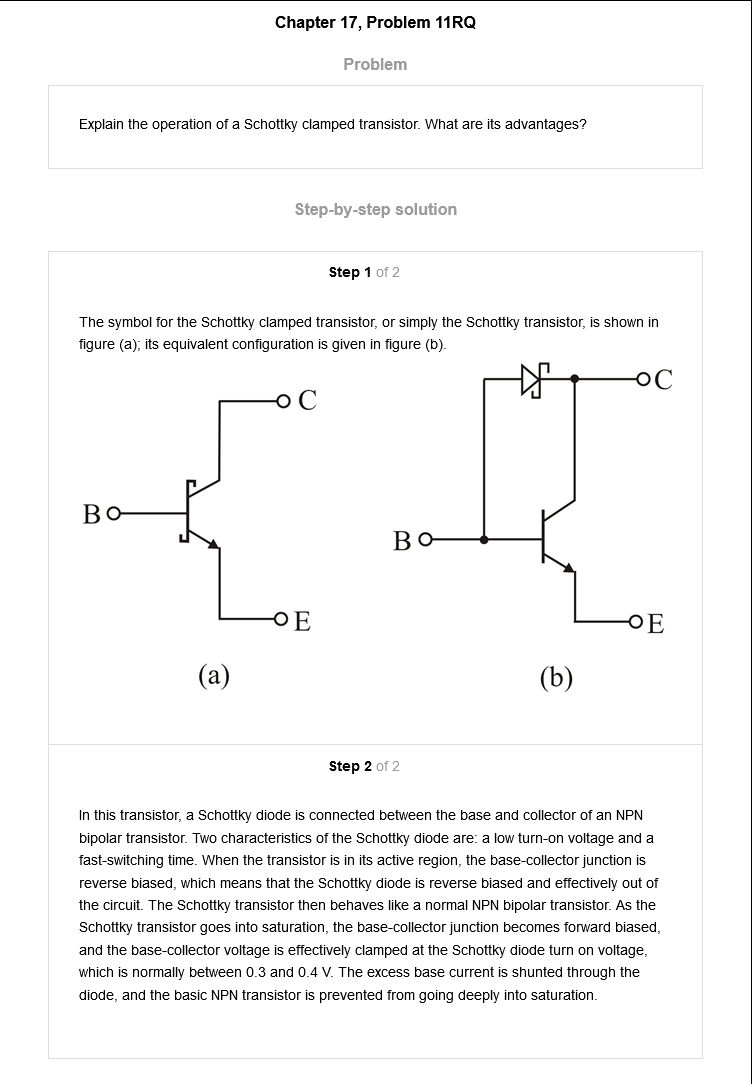 Chapter 17, Problem 11RQ
Problem
Explain the operation of a Schottky clamped transistor. What are its advantages?
Step-by-step solution
Step 1 of 2
The symbol for the Schottky clamped transistor, or simply the Schottky transistor, is shown in
figure (a); its equivalent configuration is given in figure (b).
C
B
E
(a)
C
B
E
(b)
Step 2 of 2
In this transistor, a Schottky diode is connected between the base and collector of an NPN
bipolar transistor. Two characteristics of the Schottky diode are: a low turn-on voltage and a
fast-switching time. When the transistor is in its active region, the base-collector junction is
reverse biased, which means that the Schottky diode is reverse biased and effectively out of
the circuit. The Schottky transistor then behaves like a normal NPN bipolar transistor. As the
Schottky transistor goes into saturation, the base-collector junction becomes forward biased,
and the base-collector voltage is effectively clamped at the Schottky diode turn on voltage,
which is normally between 0.3 and 0.4 V. The excess base current is shunted through the
diode, and the basic NPN transistor is prevented from going deeply into saturation.